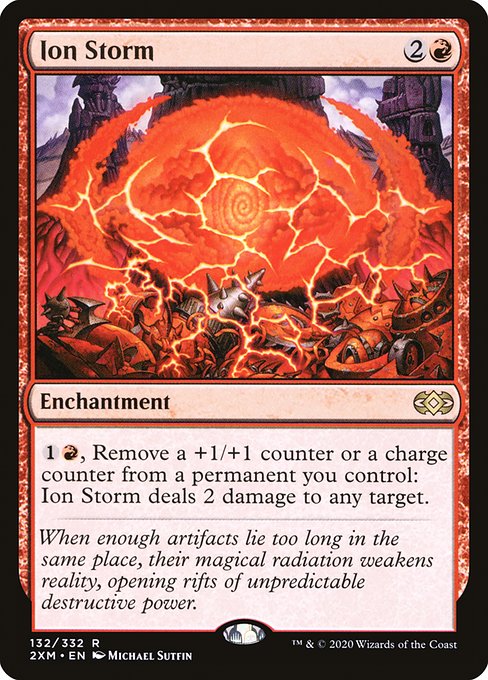 Ion Storm 2
Enchantment
1, Remove a +1/+1 counter or a charge
counter from a permanent you control:
Ion Storm deals 2 damage to any target.
When enough artifacts lie too long in the
same place, their magical radiation weakens
reality, opening rifts of unpredictable
destructive power.
132/332 R
2XM • EN Michael Sutfin
™ & © 2020 Wizards of the Coast